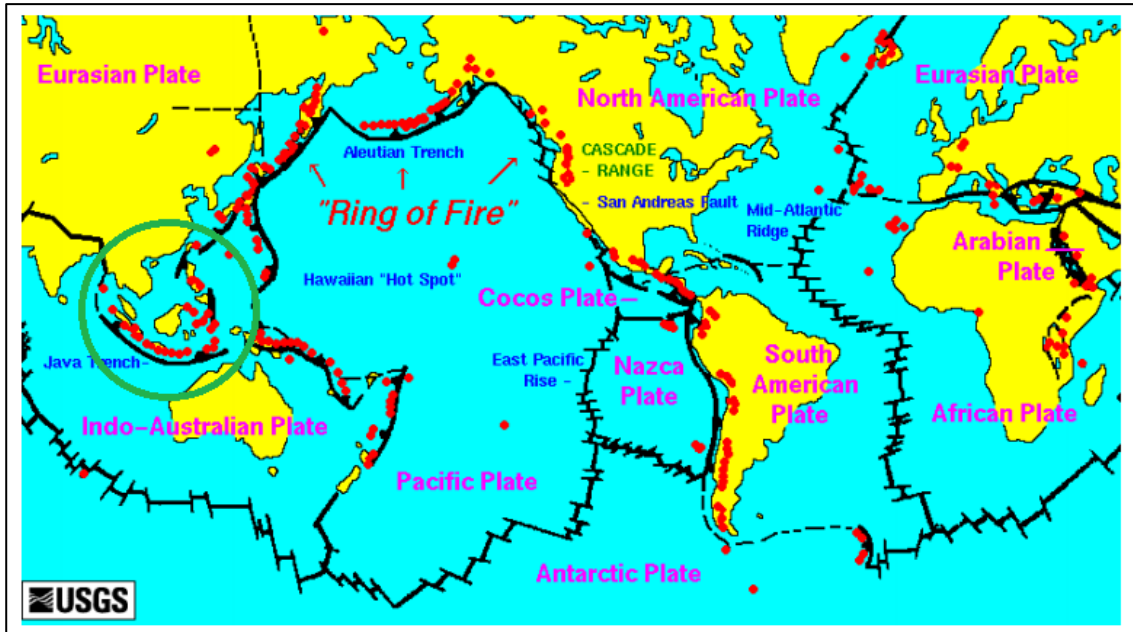 Eurasian Plate
Eurasian Plate
North American Plate
Aleutian Trench
CASCADE
- RANGE
"Ring of Fire"
- San Andreas Fault
Mid-Atlantic
Ridge
Arabian
Plate
Hawaiian "Hot Spot"
Cocos Plate
Java Trench
East Pacific
Rise -
Nazca
Plate
South
American
Plate
Indo-Australian Plate
African Plate
Pacific Plate
Antarctic Plate
USGS